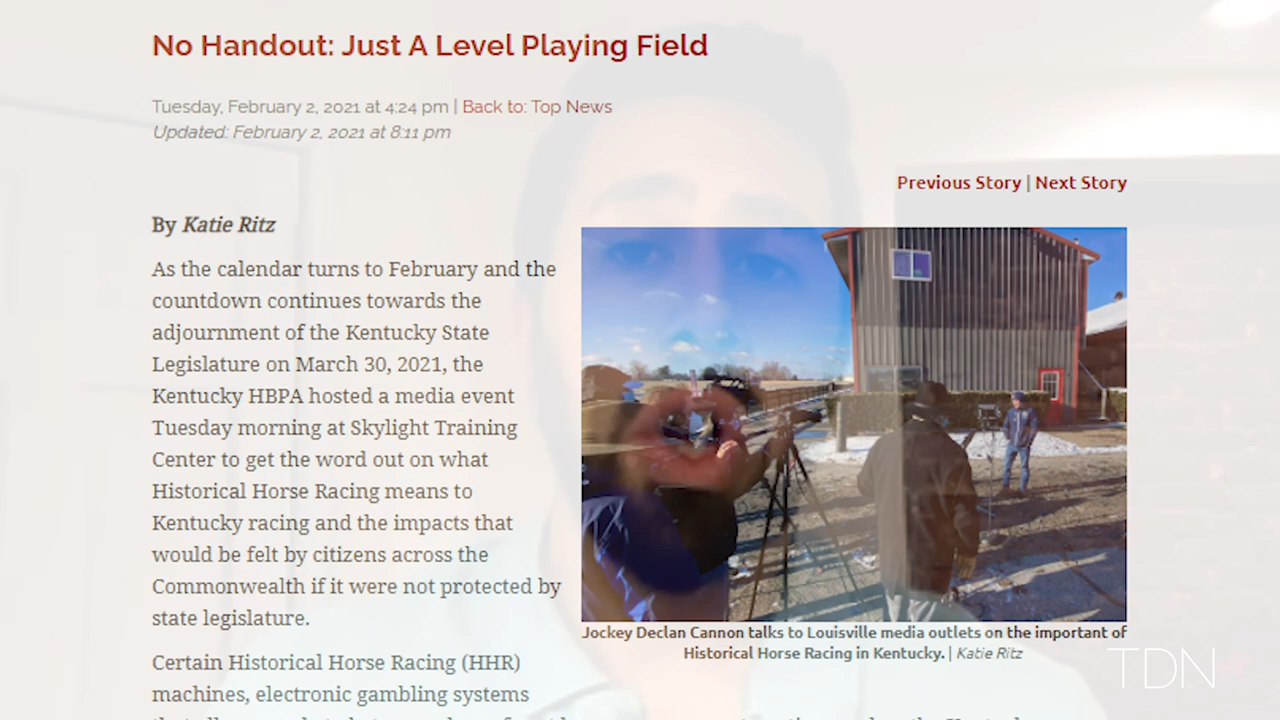 No Handout: Just A Level Playing Field
Tuesday, February 2, 2021 at 4:24 pm | Back to: Top News
Updated: February 2, 2021 at 8:11 pm
Previous Story | Next Story
By Katie Ritz
As the calendar turns to February and the
countdown continues towards the
adjournment of the Kentucky State
Legislature on March 30, 2021, the
Kentucky HBPA hosted a media event
Tuesday morning at Skylight Training
Center to get the word out on what
Historical Horse Racing means to
Kentucky racing and the impacts that
would be felt by citizens across the
Commonwealth if it were not protected by
state legislature.
Jockey Declan Cannon talks to Louisville media outlets on the important of
Historical Horse Racing in Kentucky. | Katie Ritz
Certain Historical Horse Racing (HHR)
machines, electronic gambling systems
TDN